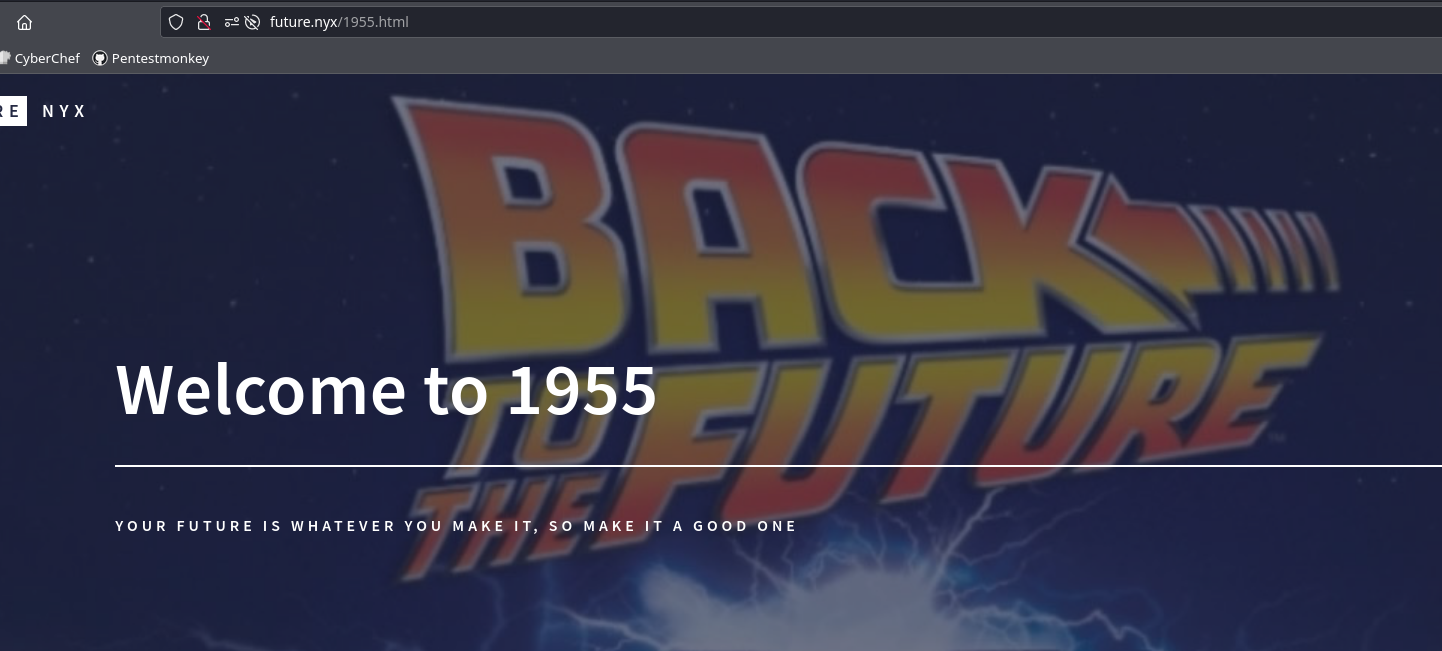 future.nyx/1955.html
CyberChef Pentestmonkey
RE NYX
BACK
TO
THE FUTURE
TM
Welcome to 1955
YOUR FUTURE IS WHATEVER YOU MAKE IT, SO MAKE IT A GOOD ONE